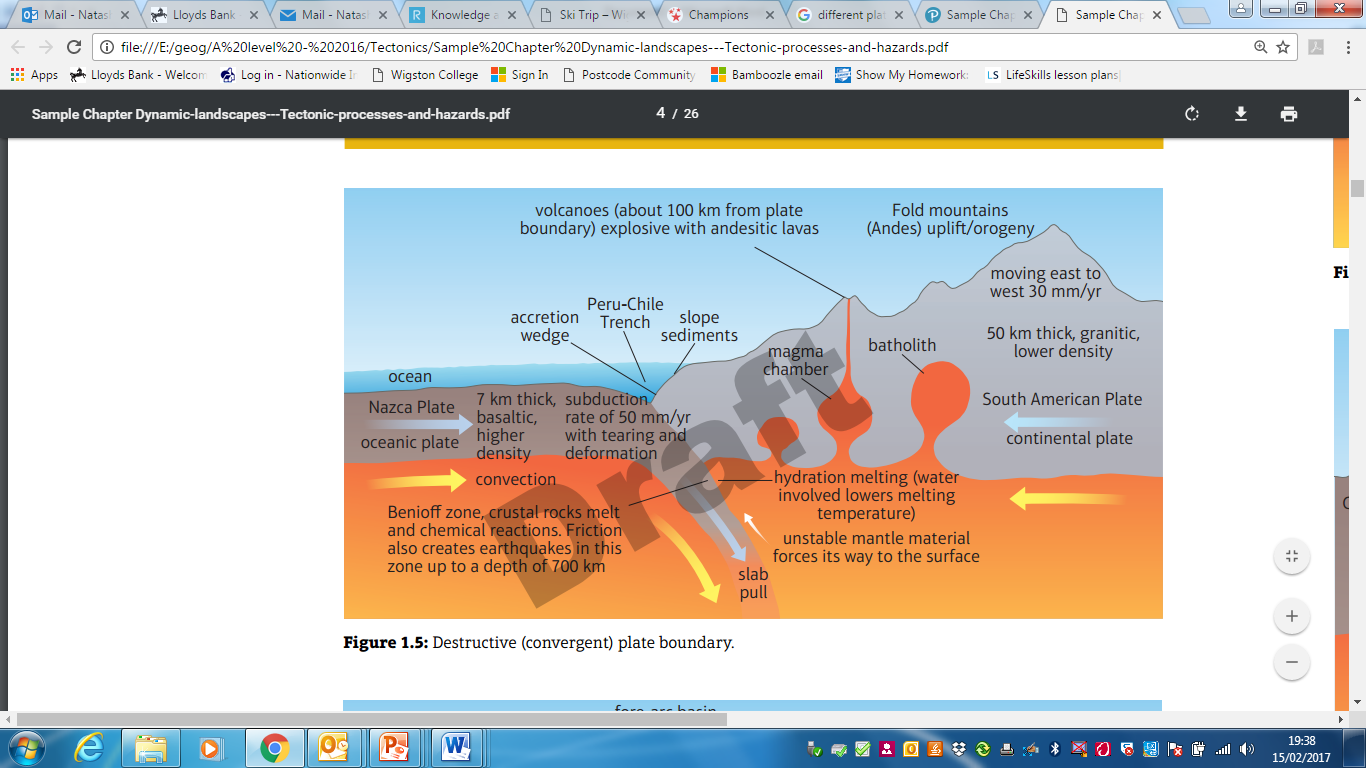 Mail - Natas
Lloyds Bank
Mail - Natas
Knowledge a
Ski Trip – Wi
Champions
different pla
Sample Cha
Sample Chap
file:///E:/geog/A%20level%20-%202016/Tectonics/Sample%20Chapter%20Dynamic-landscapes---Tectonic-processes-and-hazards.pdf
Apps
Lloyds Bank - Welcom
Log in - Nationwide I
Wigston College
Sign In
Postcode Community
Bamboozle email
Show My Homework
LS LifeSkills lesson plans
Sample Chapter Dynamic-landscapes---Tectonic-processes-and-hazards.pdf
4 / 26
volcanoes (about 100 km from plate
boundary) explosive with andesitic lavas
Fold mountains
(Andes) uplift/orogeny
moving east to
west 30 mm/yr
Peru-Chile
Trench
accretion
wedge
slope
sediments
50 km thick, granitic,
lower density
magma
chamber
batholith
ocean
Nazca Plate
oceanic plate
7 km thick,
basaltic,
higher
density
subduction
rate of 50 mm/yr
with tearing and
deformation
South American Plate
continental plate
convection
hydration melting (water
involved lowers melting
temperature)
Benioff zone, crustal rocks melt
and chemical reactions. Friction
also creates earthquakes in this
zone up to a depth of 700 km
unstable mantle material
forces its way to the surface
slab
pull
Draft
Figure 1.5: Destructive (convergent) plate boundary.
Fi
19:38
15/02/2017